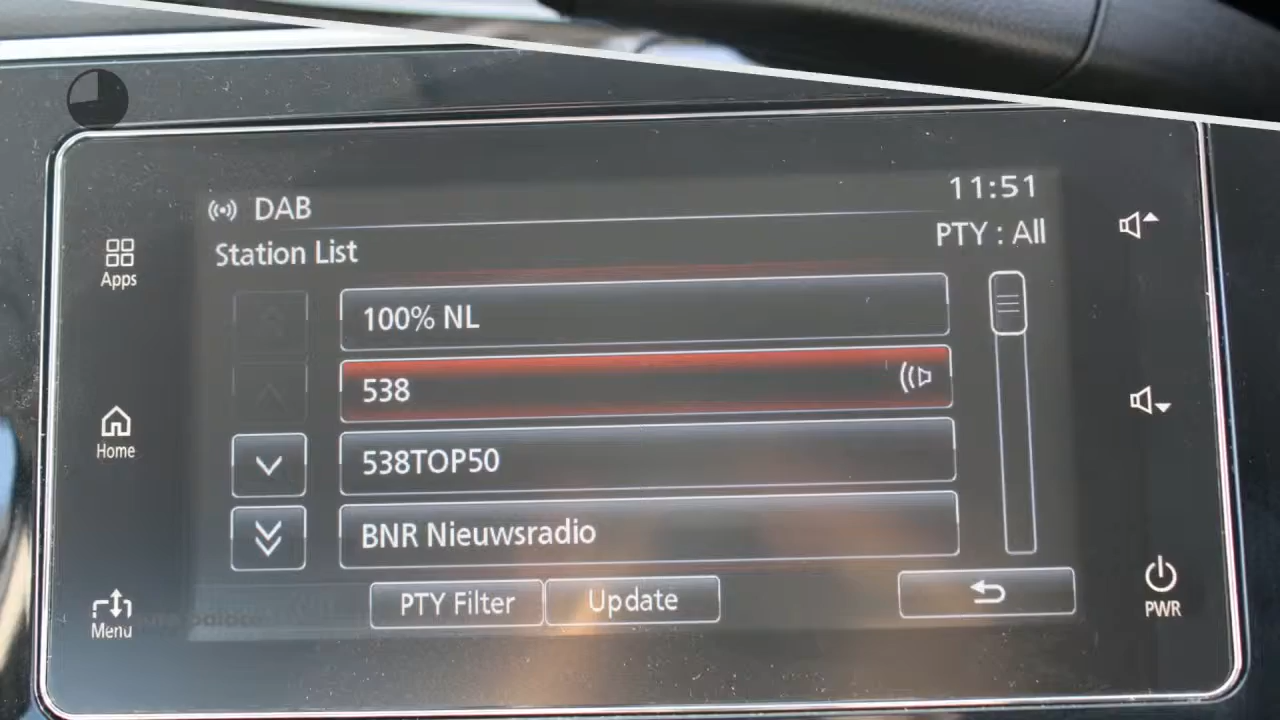 DAB
11:51
Station List
PTY : All
Apps
100% NL
538
Home
538TOP50
BNR Nieuwsradio
PTY Filter
Update
Menu
PWR